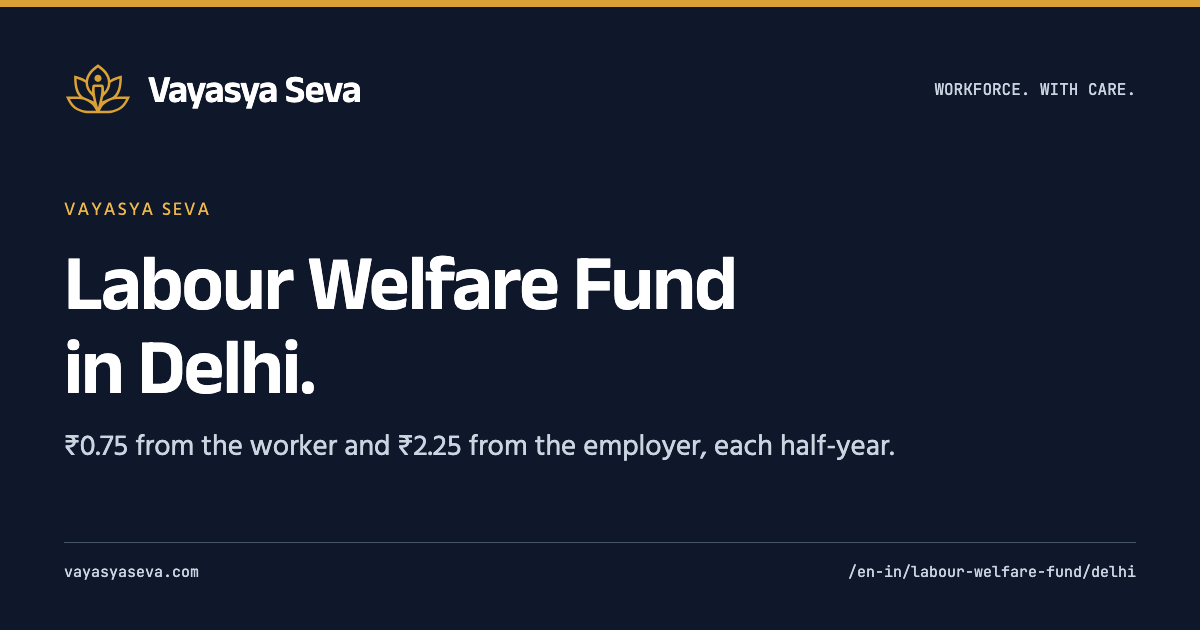 Vayasya Seva
WORKFORCE. WITH CARE.
VAYASYA SEVA
Labour Welfare Fund
in Delhi.
₹0.75 from the worker and ₹2.25 from the employer, each half-year.
vayasyaseva.com
/en-in/labour-welfare-fund/delhi